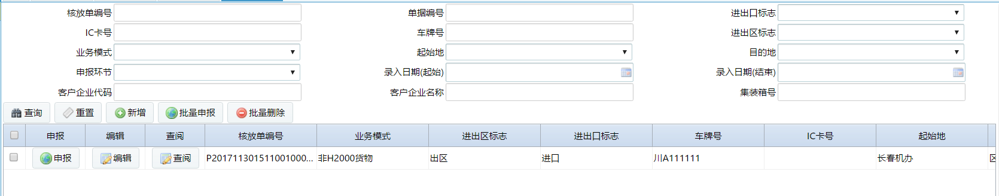 核放单编号 单据编号 进出口标志
IC卡号 车牌号 进出区标志
业务模式 起始地 目的地
申报环节 录入日期(起始) 录入日期(结束)
客户企业代码 客户企业名称 集装箱号
查询 重置 新增 批量申报 批量删除
申报 编辑 查阅 核放单编号 业务模式 进出区标志 进出口标志 车牌号 IC卡号 起始地
申报 编辑 查阅 P201711301511001000... 非H2000货物 出区 进口 川A111111 长春机办